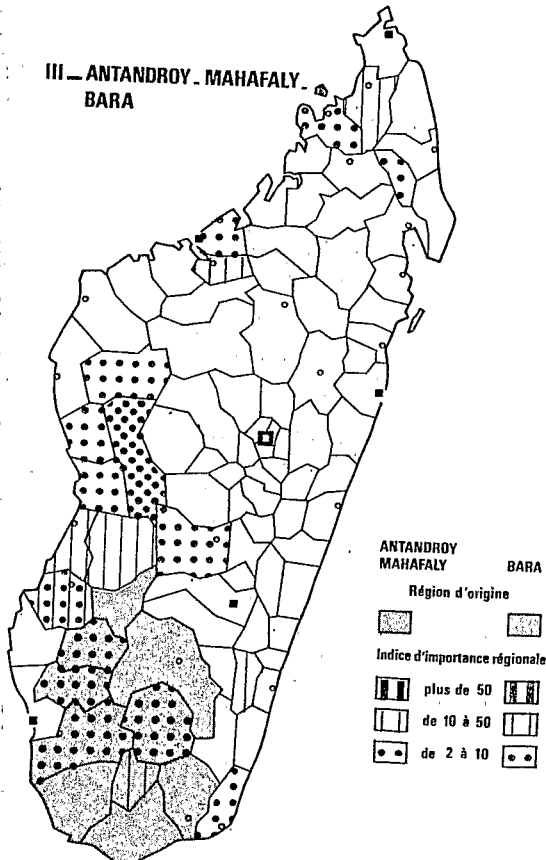 III _ ANTANDROY _ MAHAFALY _
BARA
ANTANDROY
MAHAFALY BARA
Région d'origine
Indice d'importance régionale
plus de 50
de 10 à 50
de 2 à 10